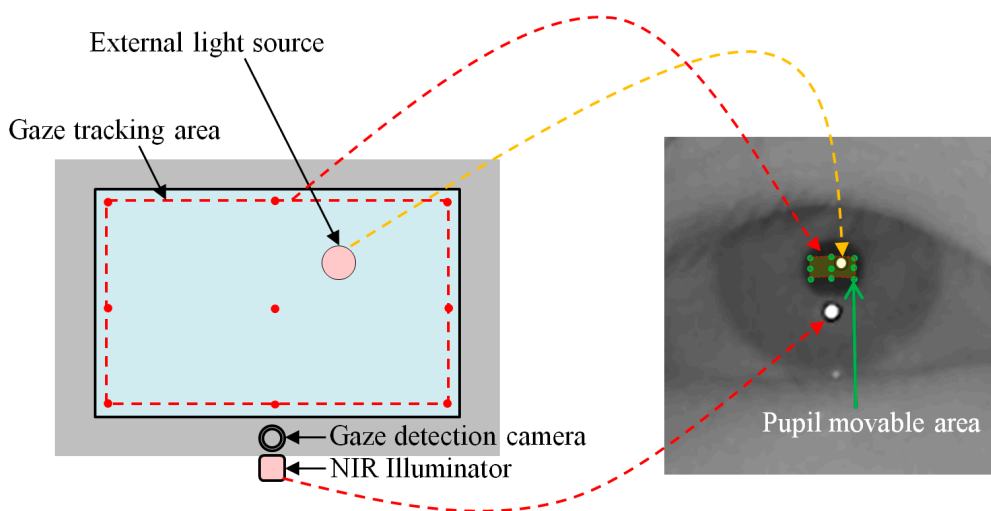 External light source
Gaze tracking area
Gaze detection camera
NIR Illuminator
Pupil movable area